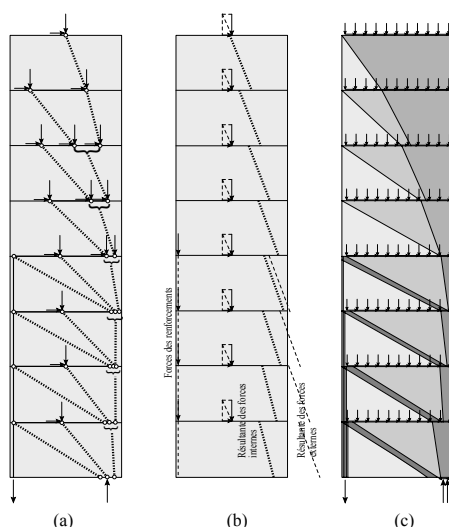 Forces des renforcements
Résultante des forces
internes
Résultante des forces
externes
(a)
(b)
(c)